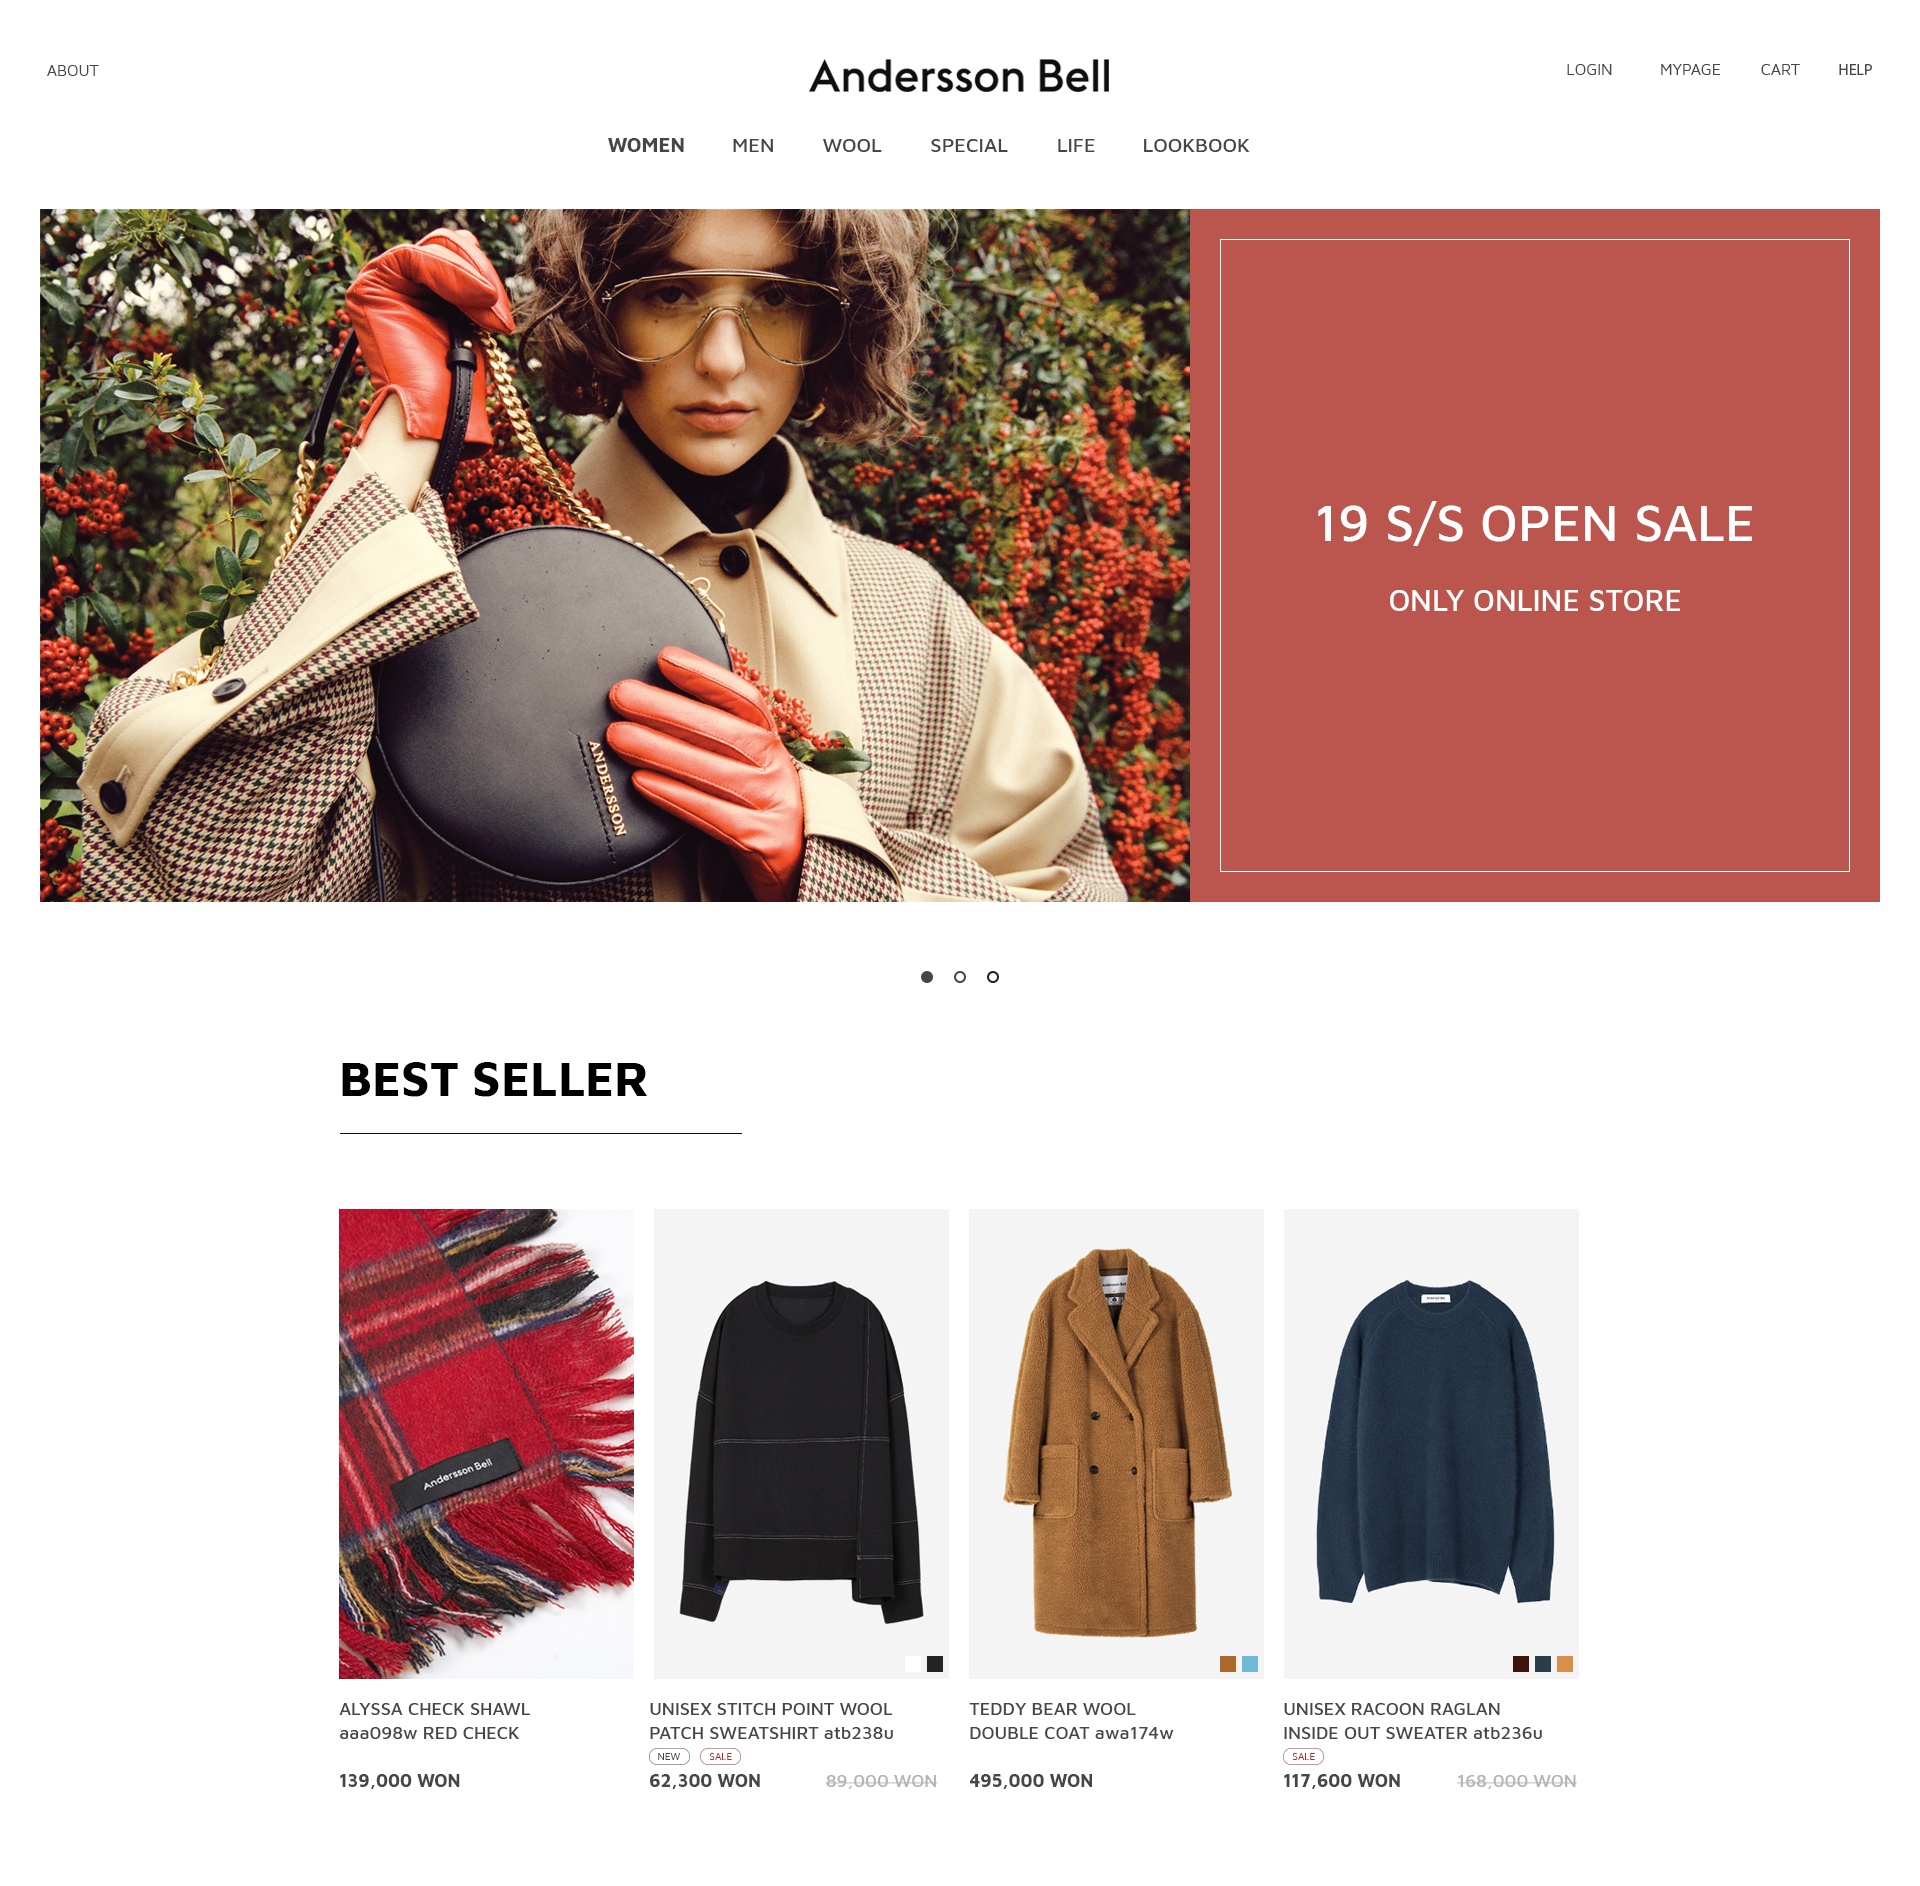 ABOUT
Andersson Bell
LOGIN MYPAGE CART HELP
WOMEN MEN WOOL SPECIAL LIFE LOOKBOOK
ANDERSSON
19 S/S OPEN SALE
ONLY ONLINE STORE
BEST SELLER
Andersson Bell
Andersson Bell
ALYSSA CHECK SHAWL
aaa098w RED CHECK
139,000 WON
UNISEX STITCH POINT WOOL
PATCH SWEATSHIRT atb238u
NEW SALE
62,300 WON 89,000 WON
TEDDY BEAR WOOL
DOUBLE COAT awa174w
495,000 WON
UNISEX RACOON RAGLAN
INSIDE OUT SWEATER atb236u
SALE
117,600 WON 168,000 WON